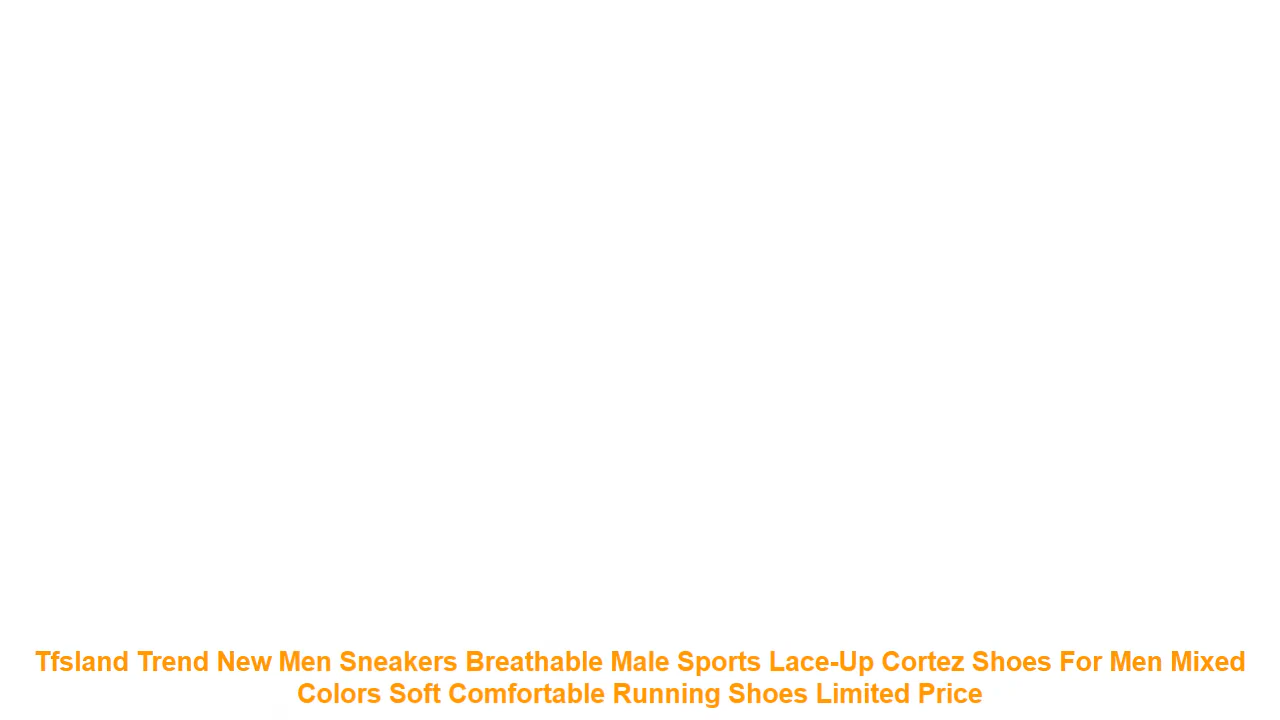 Tfsland Trend New Men Sneakers Breathable Male Sports Lace-Up Cortez Shoes For Men Mixed
Colors Soft Comfortable Running Shoes Limited Price